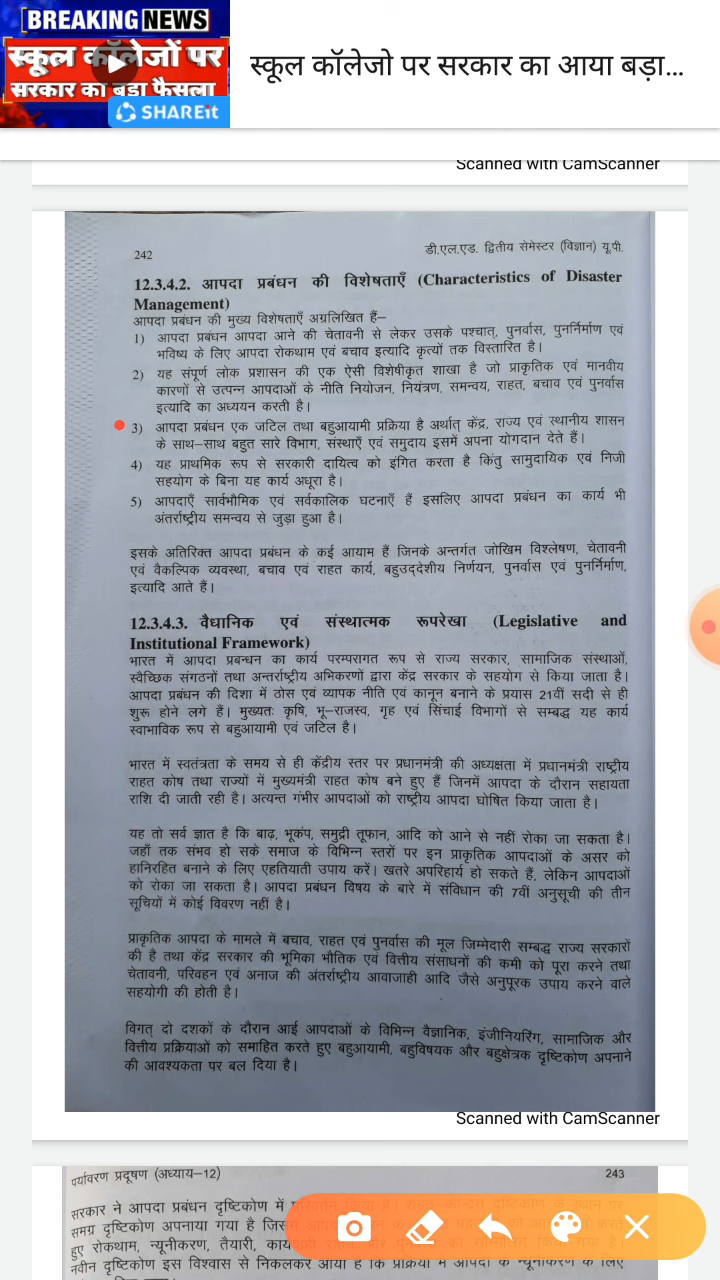 BREAKING NEWS
स्कूल कॉलेजों पर
सरकार का बडा फैसला
SHAREit
स्कूल कॉलेजो पर सरकार का आया बड़ा...
Scanned with CamScanner
242
डी.एल.एड. द्वितीय सेमेस्टर (विज्ञान) यू.पी.
12.3.4.2. आपदा प्रबंधन की विशेषताएँ (Characteristics of Disaster
Management)
आपदा प्रबंधन की मुख्य विशेषताएँ अग्रलिखित हैं–
1) आपदा प्रबंधन आपदा आने की चेतावनी से लेकर उसके पश्चात्, पुनर्वास, पुनर्निर्माण एवं
भविष्य के लिए आपदा रोकथाम एवं बचाव इत्यादि कृत्यों तक विस्तारित है।
2) यह संपूर्ण लोक प्रशासन की एक ऐसी विशेषीकृत शाखा है जो प्राकृतिक एवं मानवीय
कारणों से उत्पन्न आपदाओं के नीति नियोजन, नियंत्रण, समन्वय, राहत, बचाव एवं पुनर्वास
इत्यादि का अध्ययन करती है।
3) आपदा प्रबंधन एक जटिल तथा बहुआयामी प्रक्रिया है अर्थात् केंद्र, राज्य एवं स्थानीय शासन
के साथ–साथ बहुत सारे विभाग, संस्थाएँ एवं समुदाय इसमें अपना योगदान देते हैं।
4) यह प्राथमिक रूप से सरकारी दायित्व को इंगित करता है किंतु सामुदायिक एवं निजी
सहयोग के बिना यह कार्य अधूरा है।
5) आपदाएँ सार्वभौमिक एवं सर्वकालिक घटनाएँ हैं इसलिए आपदा प्रबंधन का कार्य भी
अंतर्राष्ट्रीय समन्वय से जुड़ा हुआ है।
इसके अतिरिक्त आपदा प्रबंधन के कई आयाम हैं जिनके अन्तर्गत जोखिम विश्लेषण, चेतावनी
एवं वैकल्पिक व्यवस्था, बचाव एवं राहत कार्य, बहुउद्देशीय निर्णयन, पुनर्वास एवं पुनर्निर्माण,
इत्यादि आते हैं।
12.3.4.3. वैधानिक एवं संस्थात्मक रूपरेखा (Legislative and
Institutional Framework)
भारत में आपदा प्रबन्धन का कार्य परम्परागत रूप से राज्य सरकार, सामाजिक संस्थाओं,
स्वैच्छिक संगठनों तथा अन्तर्राष्ट्रीय अभिकरणों द्वारा केंद्र सरकार के सहयोग से किया जाता है।
आपदा प्रबंधन की दिशा में ठोस एवं व्यापक नीति एवं कानून बनाने के प्रयास 21वीं सदी से ही
शुरू होने लगे हैं। मुख्यतः कृषि, भू–राजस्व, गृह एवं सिंचाई विभागों से सम्बद्ध यह कार्य
स्वाभाविक रूप से बहुआयामी एवं जटिल है।
भारत में स्वतंत्रता के समय से ही केंद्रीय स्तर पर प्रधानमंत्री की अध्यक्षता में प्रधानमंत्री राष्ट्रीय
राहत कोष तथा राज्यों में मुख्यमंत्री राहत कोष बने हुए हैं जिनमें आपदा के दौरान सहायता
राशि दी जाती रही है। अत्यन्त गंभीर आपदाओं को राष्ट्रीय आपदा घोषित किया जाता है।
यह तो सर्व ज्ञात है कि बाढ़, भूकंप, समुद्री तूफान, आदि को आने से नहीं रोका जा सकता है।
जहाँ तक संभव हो सके समाज के विभिन्न स्तरों पर इन प्राकृतिक आपदाओं के असर को
हानिरहित बनाने के लिए एहतियाती उपाय करें। खतरे अपरिहार्य हो सकते हैं, लेकिन आपदाओं
को रोका जा सकता है। आपदा प्रबंधन विषय के बारे में संविधान की 7वीं अनुसूची की तीन
सूचियों में कोई विवरण नहीं है।
प्राकृतिक आपदा के मामले में बचाव, राहत एवं पुनर्वास की मूल जिम्मेदारी सम्बद्ध राज्य सरकारों
की है तथा केंद्र सरकार की भूमिका भौतिक एवं वित्तीय संसाधनों की कमी को पूरा करने तथा
चेतावनी, परिवहन एवं अनाज की अंतर्राष्ट्रीय आवाजाही आदि जैसे अनुपूरक उपाय करने वाले
सहयोगी की होती है।
विगत् दो दशकों के दौरान आई आपदाओं के विभिन्न वैज्ञानिक, इंजीनियरिंग, सामाजिक और
वित्तीय प्रक्रियाओं को समाहित करते हुए बहुआयामी, बहुविषयक और बहुक्षेत्रक दृष्टिकोण अपनाने
की आवश्यकता पर बल दिया है।
Scanned with CamScanner
पर्यावरण प्रदूषण (अध्याय–12)
243
सरकार ने आपदा प्रबंधन दृष्टिकोण में
समग्र दृष्टिकोण अपनाया गया है
हुए रोकथाम, न्यूनीकरण, तैयारी,
नवीन दृष्टिकोण इस विश्वास से निकलकर आया है कि प्रक्रिया में आपदा के न्यूनीकरण के लिए